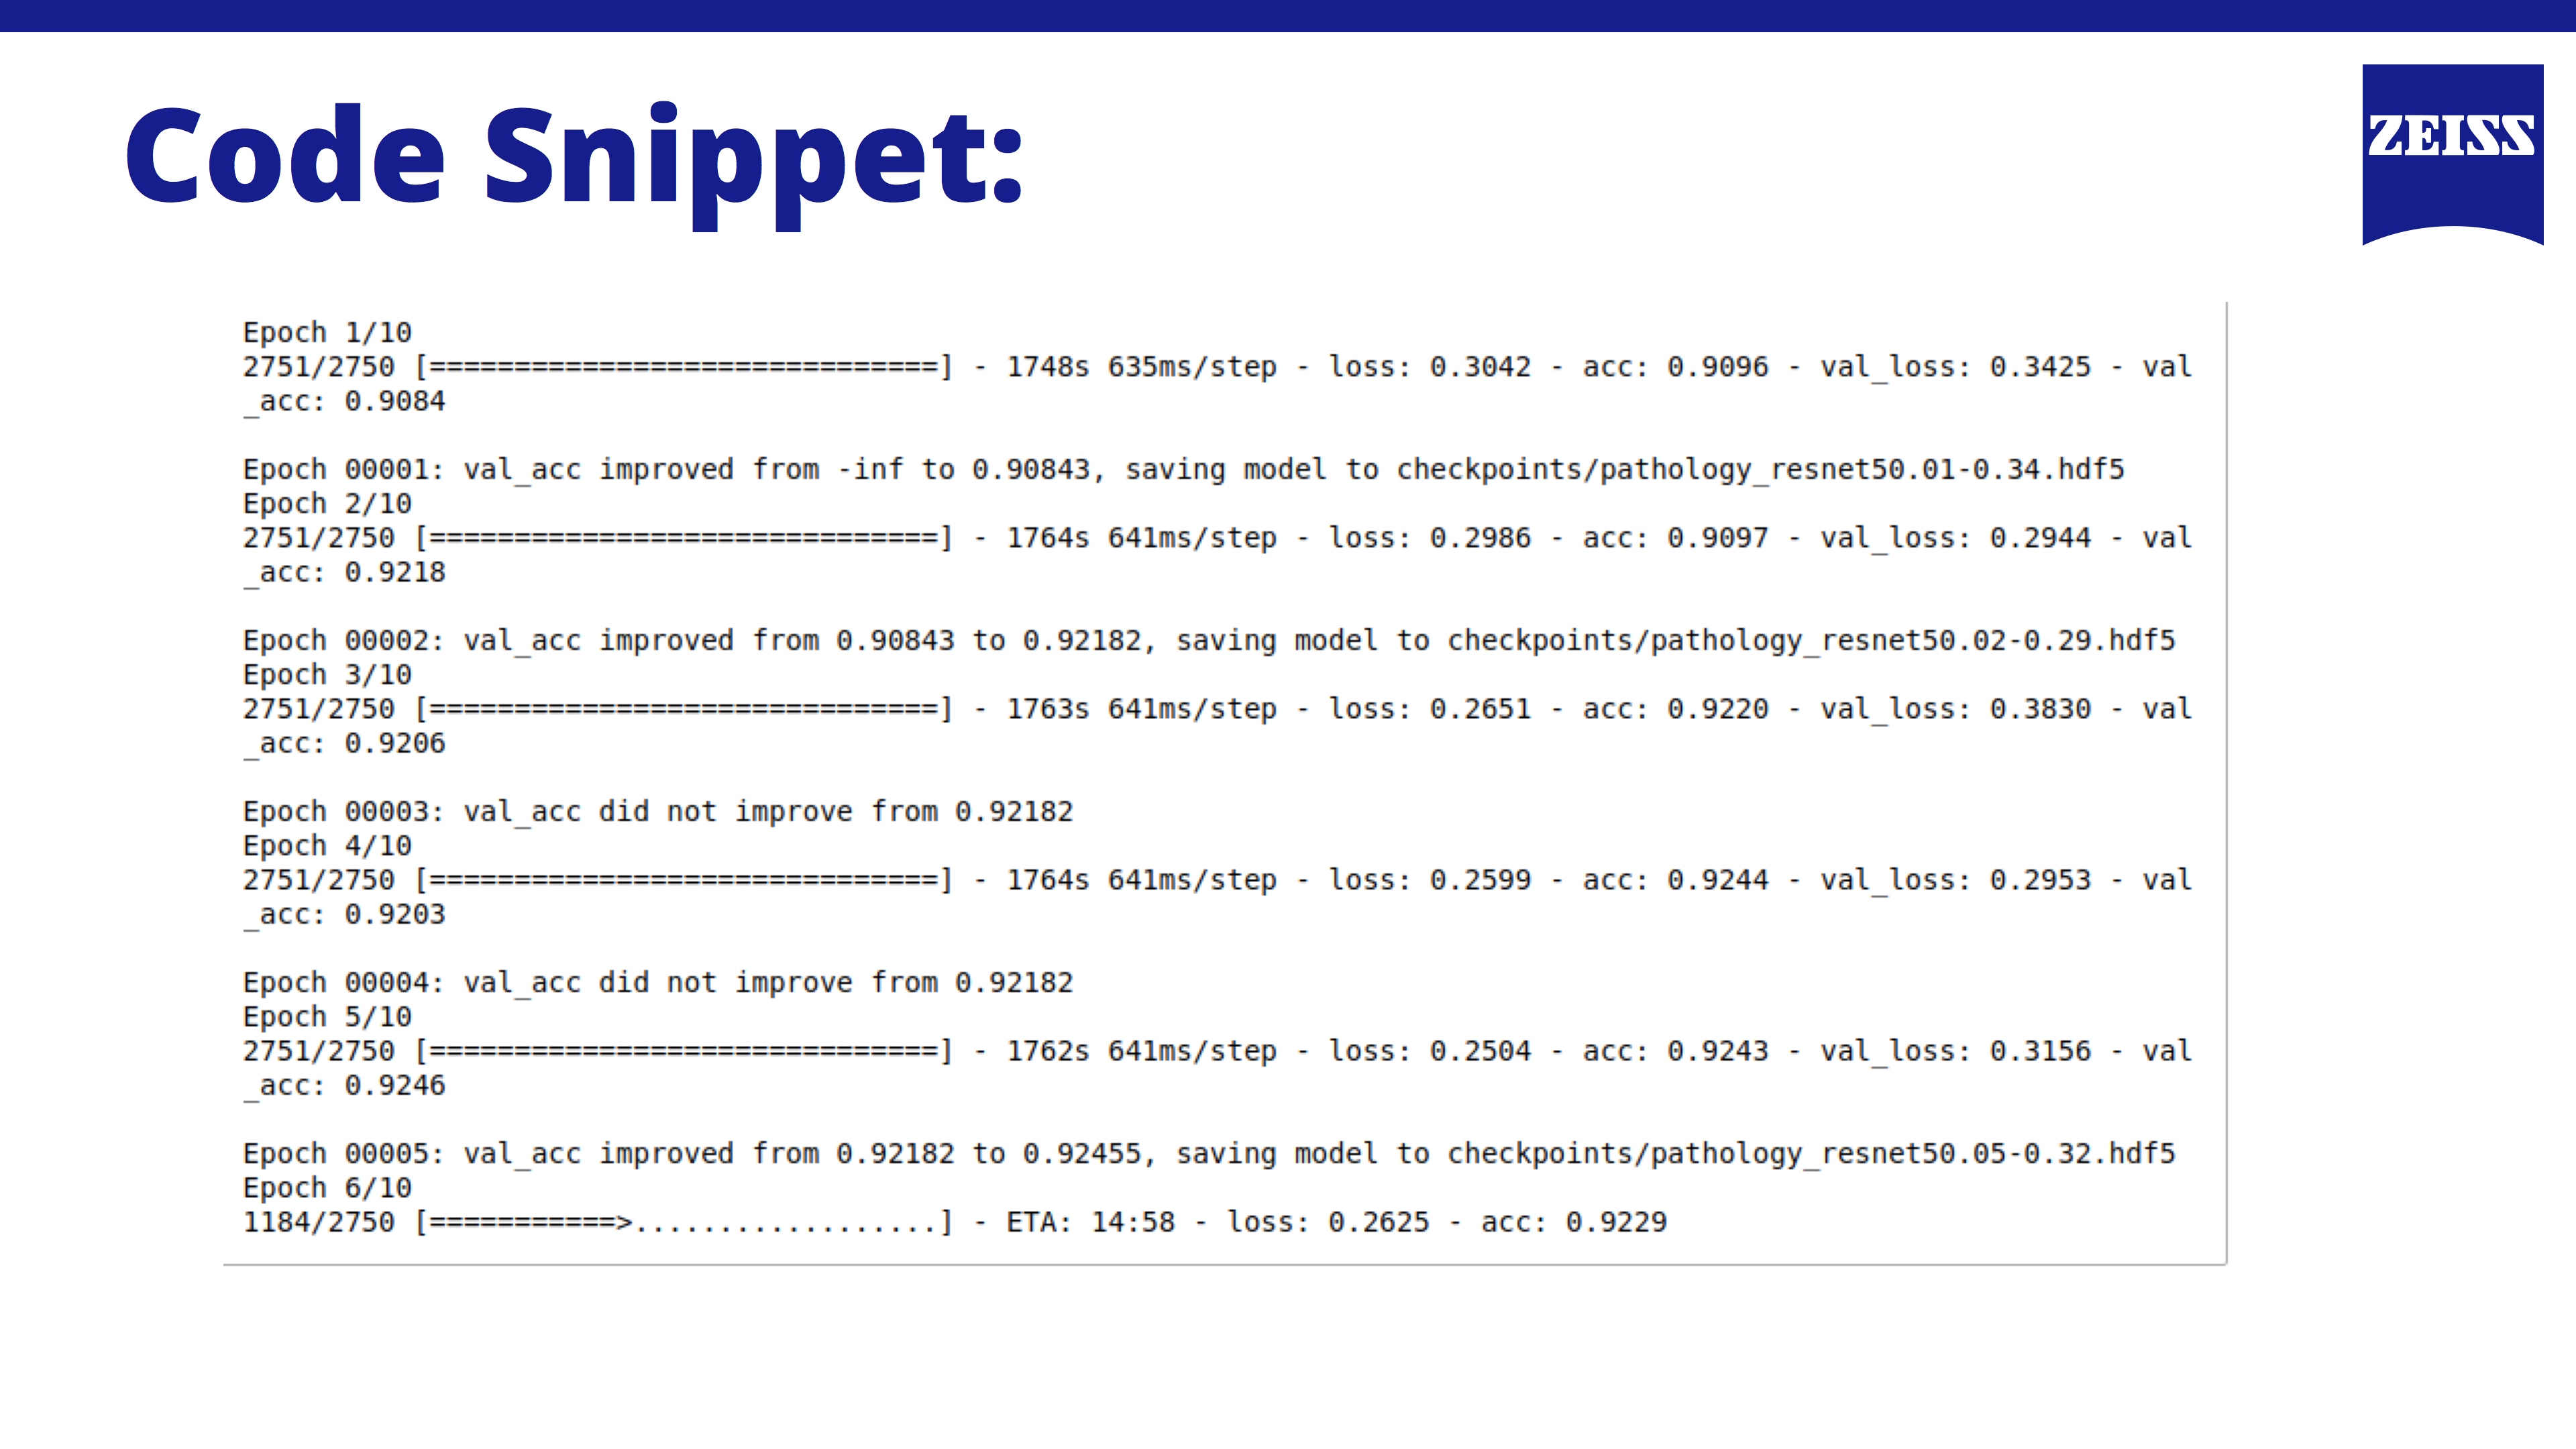 Code Snippet:
ZEISS
Epoch 1/10
2751/2750 [==============================] - 1748s 635ms/step - loss: 0.3042 - acc: 0.9096 - val_loss: 0.3425 - val
_acc: 0.9084
Epoch 00001: val_acc improved from -inf to 0.90843, saving model to checkpoints/pathology_resnet50.01-0.34.hdf5
Epoch 2/10
2751/2750 [==============================] - 1764s 641ms/step - loss: 0.2986 - acc: 0.9097 - val_loss: 0.2944 - val
_acc: 0.9218
Epoch 00002: val_acc improved from 0.90843 to 0.92182, saving model to checkpoints/pathology_resnet50.02-0.29.hdf5
Epoch 3/10
2751/2750 [==============================] - 1763s 641ms/step - loss: 0.2651 - acc: 0.9220 - val_loss: 0.3830 - val
_acc: 0.9206
Epoch 00003: val_acc did not improve from 0.92182
Epoch 4/10
2751/2750 [==============================] - 1764s 641ms/step - loss: 0.2599 - acc: 0.9244 - val_loss: 0.2953 - val
_acc: 0.9203
Epoch 00004: val_acc did not improve from 0.92182
Epoch 5/10
2751/2750 [==============================] - 1762s 641ms/step - loss: 0.2504 - acc: 0.9243 - val_loss: 0.3156 - val
_acc: 0.9246
Epoch 00005: val_acc improved from 0.92182 to 0.92455, saving model to checkpoints/pathology_resnet50.05-0.32.hdf5
Epoch 6/10
1184/2750 [===========>..................] - ETA: 14:58 - loss: 0.2625 - acc: 0.9229